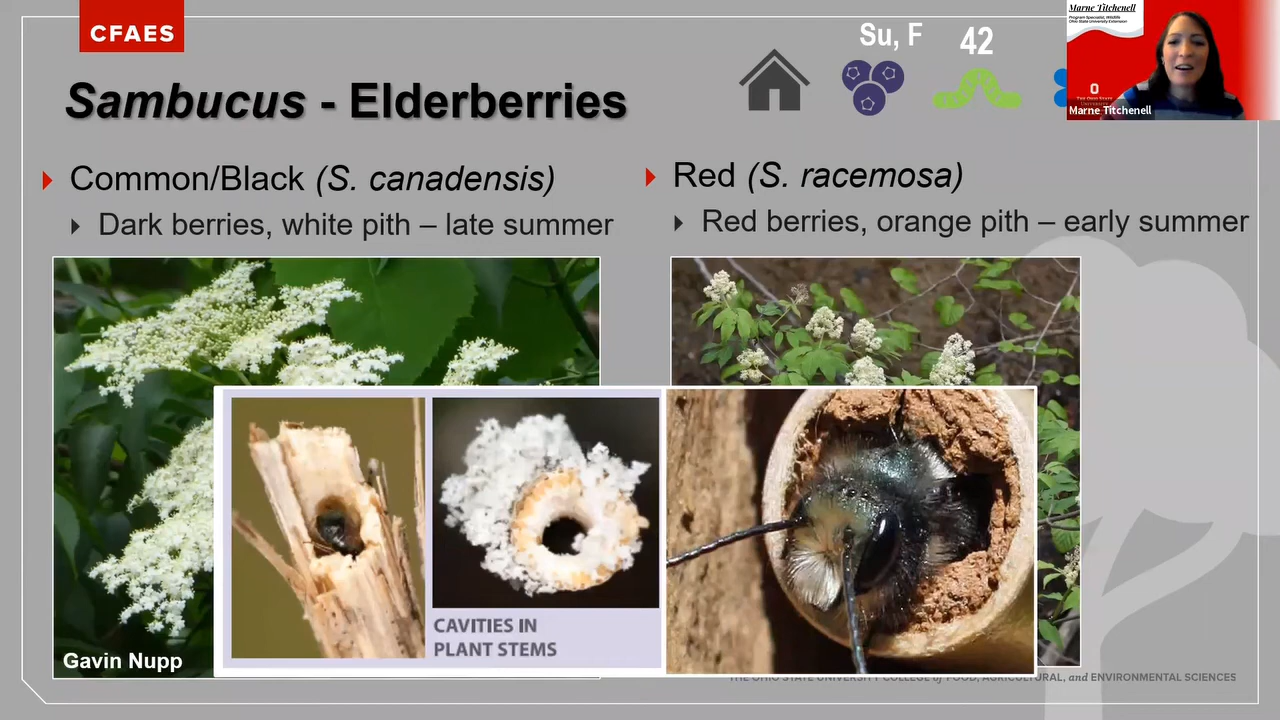 CFAES
Su, F
42
Marne Titchenell
Program Specialist, Wildlife
Ohio State University Extension
Marne Titchenell
Sambucus - Elderberries
Common/Black (S. canadensis)
Dark berries, white pith – late summer
Red (S. racemosa)
Red berries, orange pith – early summer
CAVITIES IN
PLANT STEMS
Gavin Nupp
THE OHIO STATE UNIVERSITY COLLEGE of FOOD, AGRICULTURAL, and ENVIRONMENTAL SCIENCES